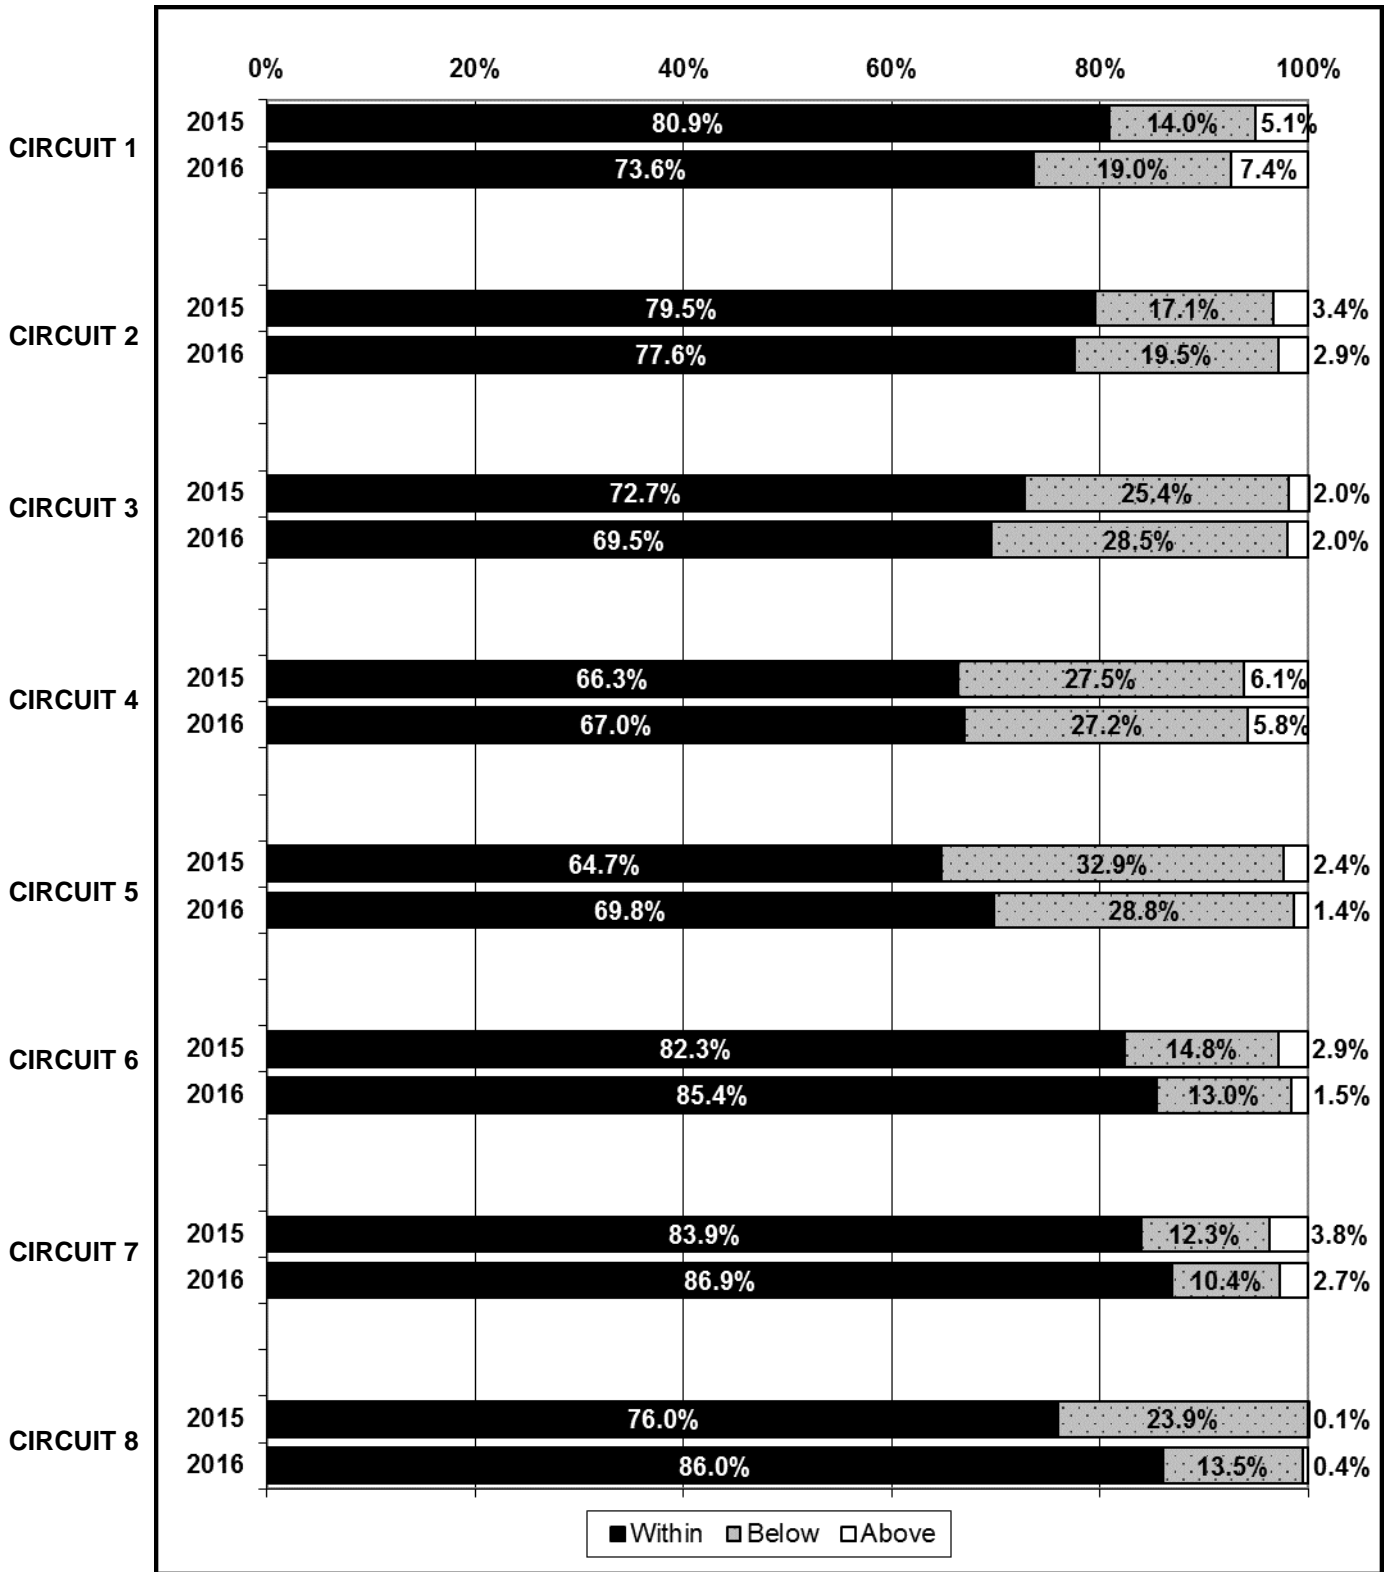 0% 20% 40% 60% 80% 100%
CIRCUIT 1
2015 80.9% 14.0% 5.1%
2016 73.6% 19.0% 7.4%
CIRCUIT 2
2015 79.5% 17.1% 3.4%
2016 77.6% 19.5% 2.9%
CIRCUIT 3
2015 72.7% 25.4% 2.0%
2016 69.5% 28.5% 2.0%
CIRCUIT 4
2015 66.3% 27.5% 6.1%
2016 67.0% 27.2% 5.8%
CIRCUIT 5
2015 64.7% 32.9% 2.4%
2016 69.8% 28.8% 1.4%
CIRCUIT 6
2015 82.3% 14.8% 2.9%
2016 85.4% 13.0% 1.5%
CIRCUIT 7
2015 83.9% 12.3% 3.8%
2016 86.9% 10.4% 2.7%
CIRCUIT 8
2015 76.0% 23.9% 0.1%
2016 86.0% 13.5% 0.4%
Within Below Above